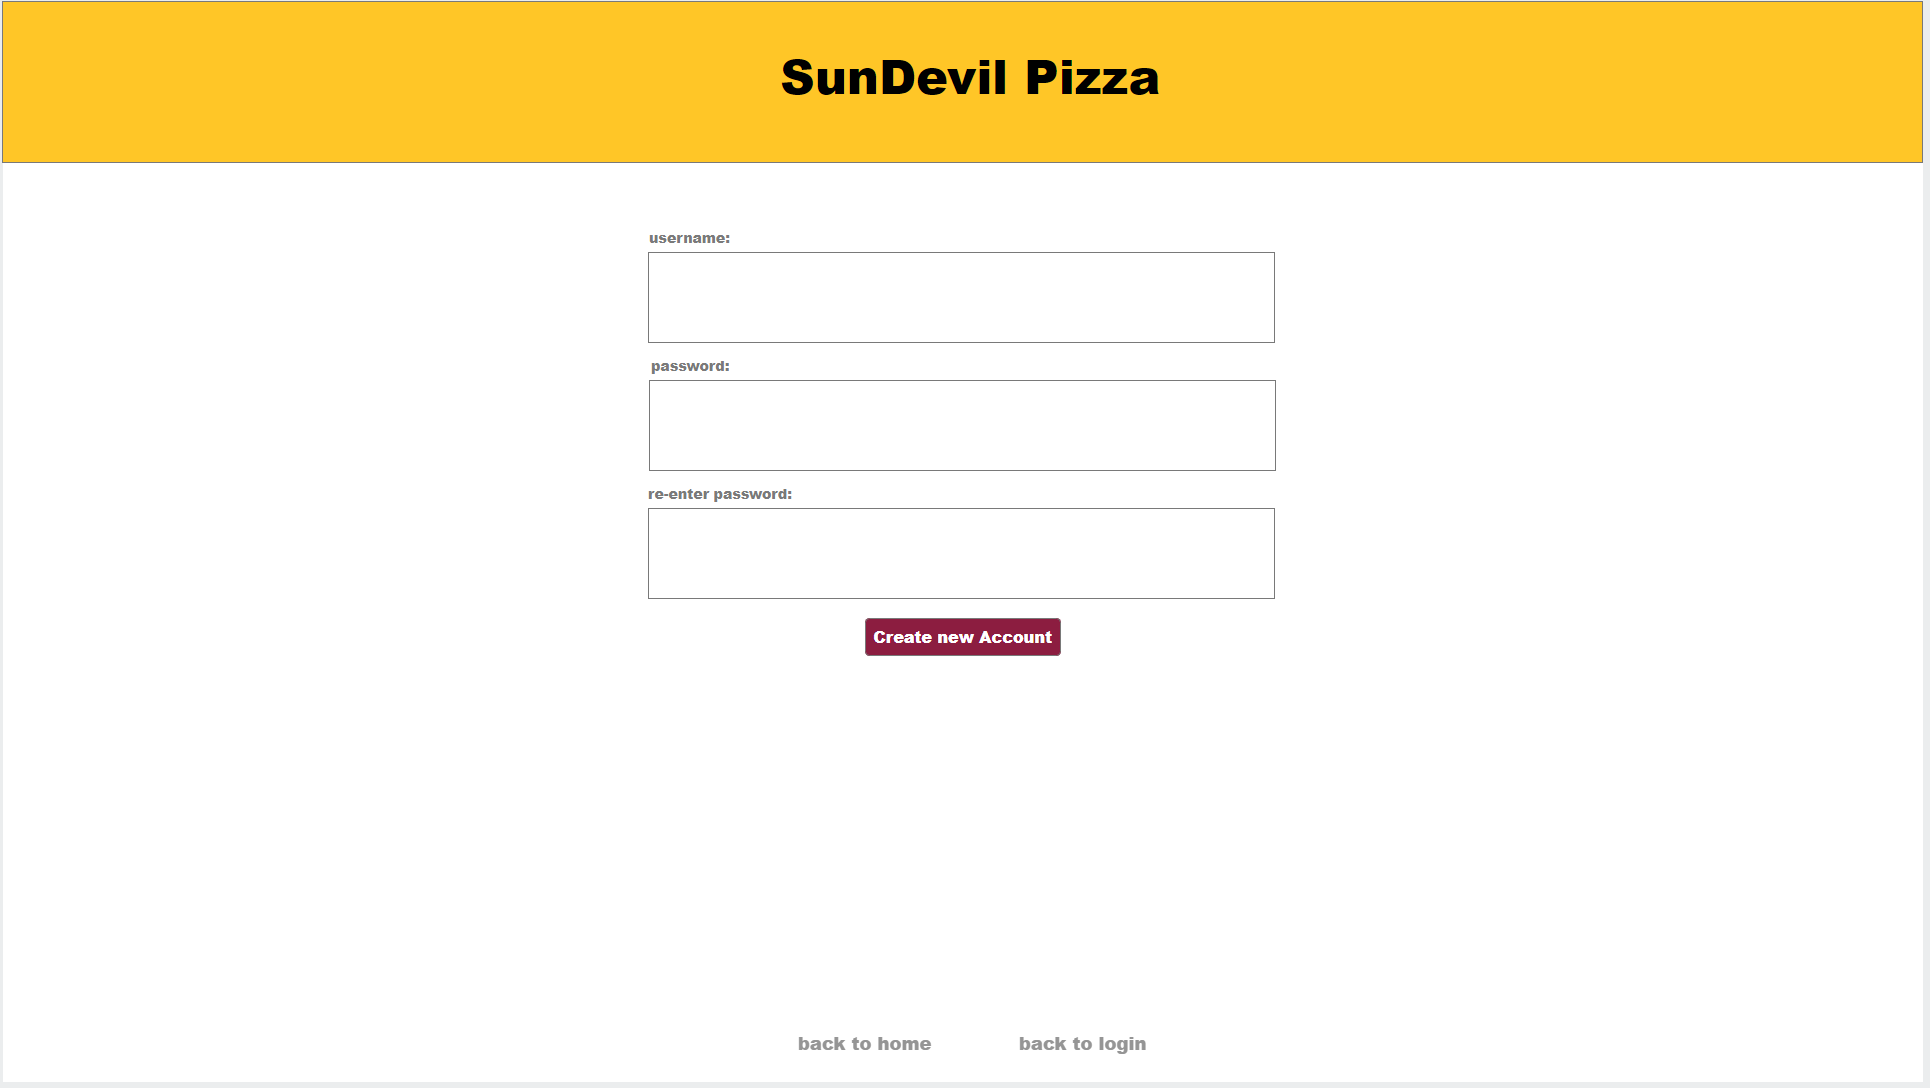 SunDevil Pizza
username:
password:
re-enter password:
Create new Account
back to home
back to login